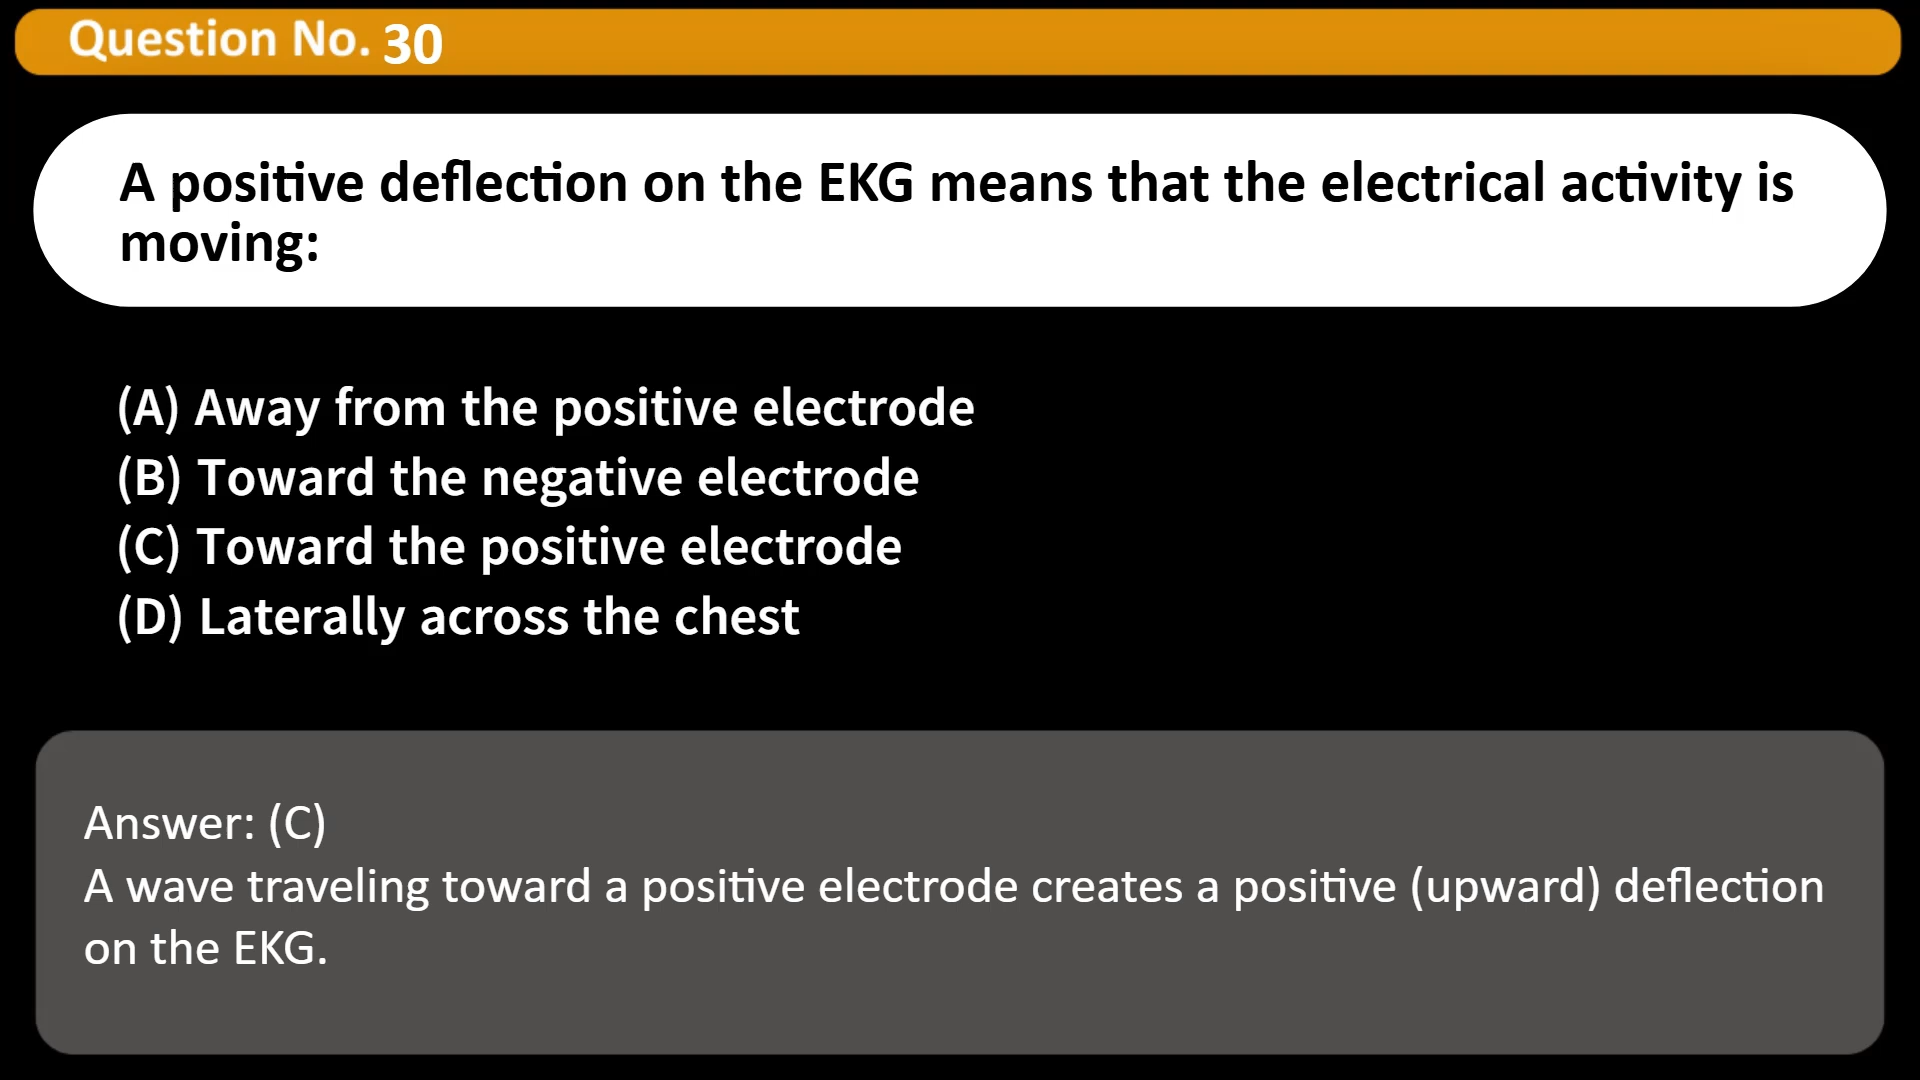 Question No. 30
A positive deflection on the EKG means that the electrical activity is
moving:
(A) Away from the positive electrode
(B) Toward the negative electrode
(C) Toward the positive electrode
(D) Laterally across the chest
Answer: (C)
A wave traveling toward a positive electrode creates a positive (upward) deflection
on the EKG.